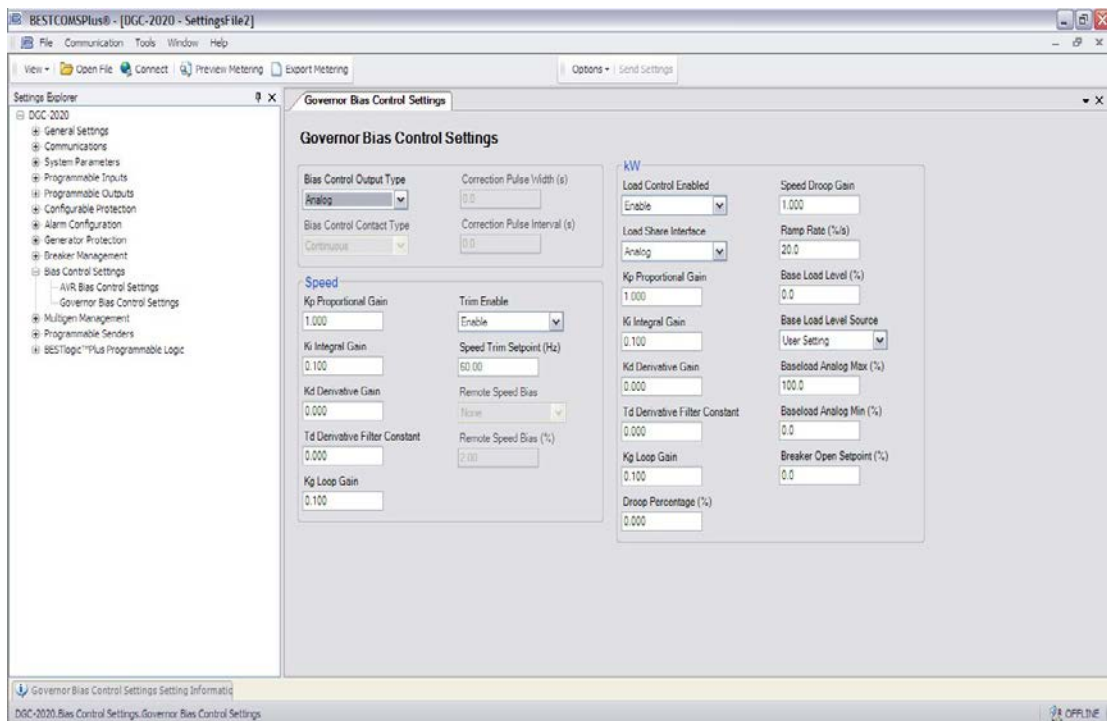 BESTCOMSPlus® - [DGC-2020 - SettingsFile2]
File Communication Tools Window Help
View Open File Connect Preview Metering Export Metering Options Send Settings
Settings Explorer
DGC-2020
General Settings
Communications
System Parameters
Programmable Inputs
Programmable Outputs
Configurable Protection
Alarm Configuration
Generator Protection
Breaker Management
Bias Control Settings
AVR Bias Control Settings
Governor Bias Control Settings
Multigen Management
Programmable Senders
BESTlogic™Plus Programmable Logic
Governor Bias Control Settings
Governor Bias Control Settings
Bias Control Output Type
Analog
Bias Control Contact Type
Continuous
Correction Pulse Width (s)
0.0
Correction Pulse Interval (s)
0.0
Speed
Kp Proportional Gain
1.000
Ki Integral Gain
0.100
Kd Derivative Gain
0.000
Td Derivative Filter Constant
0.000
Kg Loop Gain
0.100
Trim Enable
Enable
Speed Trim Setpoint (Hz)
60.00
Remote Speed Bias
None
Remote Speed Bias (%)
2.00
kW
Load Control Enabled
Enable
Load Share Interface
Analog
Kp Proportional Gain
1.000
Ki Integral Gain
0.100
Kd Derivative Gain
0.000
Td Derivative Filter Constant
0.000
Kg Loop Gain
0.100
Droop Percentage (%)
0.000
Speed Droop Gain
1.000
Ramp Rate (%/s)
20.0
Base Load Level (%)
0.0
Base Load Level Source
User Setting
Baseload Analog Max (%)
100.0
Baseload Analog Min (%)
0.0
Breaker Open Setpoint (%)
0.0
Governor Bias Control Settings Setting Informatic
DGC-2020.Bias Control Settings.Governor Bias Control Settings
OFFLINE